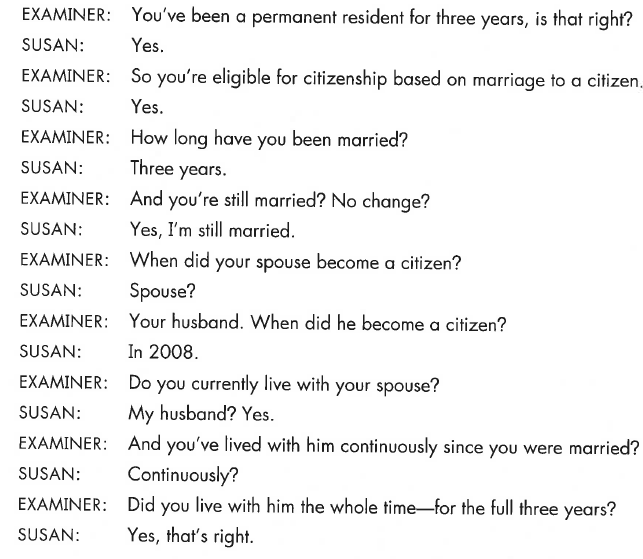 EXAMINER: You've been a permanent resident for three years, is that right?
SUSAN: Yes.
EXAMINER: So you're eligible for citizenship based on marriage to a citizen.
SUSAN: Yes.
EXAMINER: How long have you been married?
SUSAN: Three years.
EXAMINER: And you're still married? No change?
SUSAN: Yes, I'm still married.
EXAMINER: When did your spouse become a citizen?
SUSAN: Spouse?
EXAMINER: Your husband. When did he become a citizen?
SUSAN: In 2008.
EXAMINER: Do you currently live with your spouse?
SUSAN: My husband? Yes.
EXAMINER: And you've lived with him continuously since you were married?
SUSAN: Continuously?
EXAMINER: Did you live with him the whole time—for the full three years?
SUSAN: Yes, that's right.